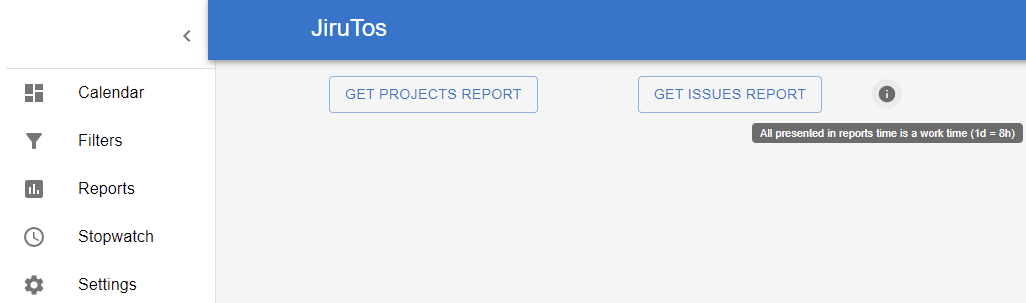 JiruTos
Calendar
Filters
Reports
Stopwatch
Settings
GET PROJECTS REPORT
GET ISSUES REPORT
All presented in reports time is a work time (1d = 8h)